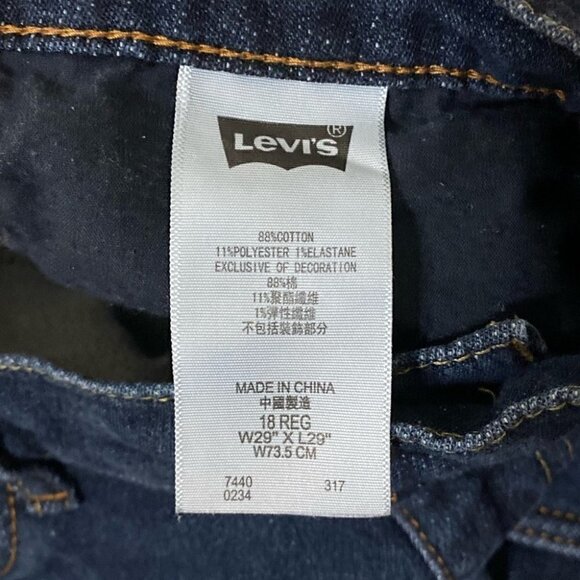 LEVI'S®
88%COTTON
11%POLYESTER 1%ELASTANE
EXCLUSIVE OF DECORATION
88%棉
11%聚酯纖维
1%彈性纖维
不包括裝飾部分
MADE IN CHINA
中國製造
18 REG
W29" X L29"
W73.5 CM
7440 317
0234